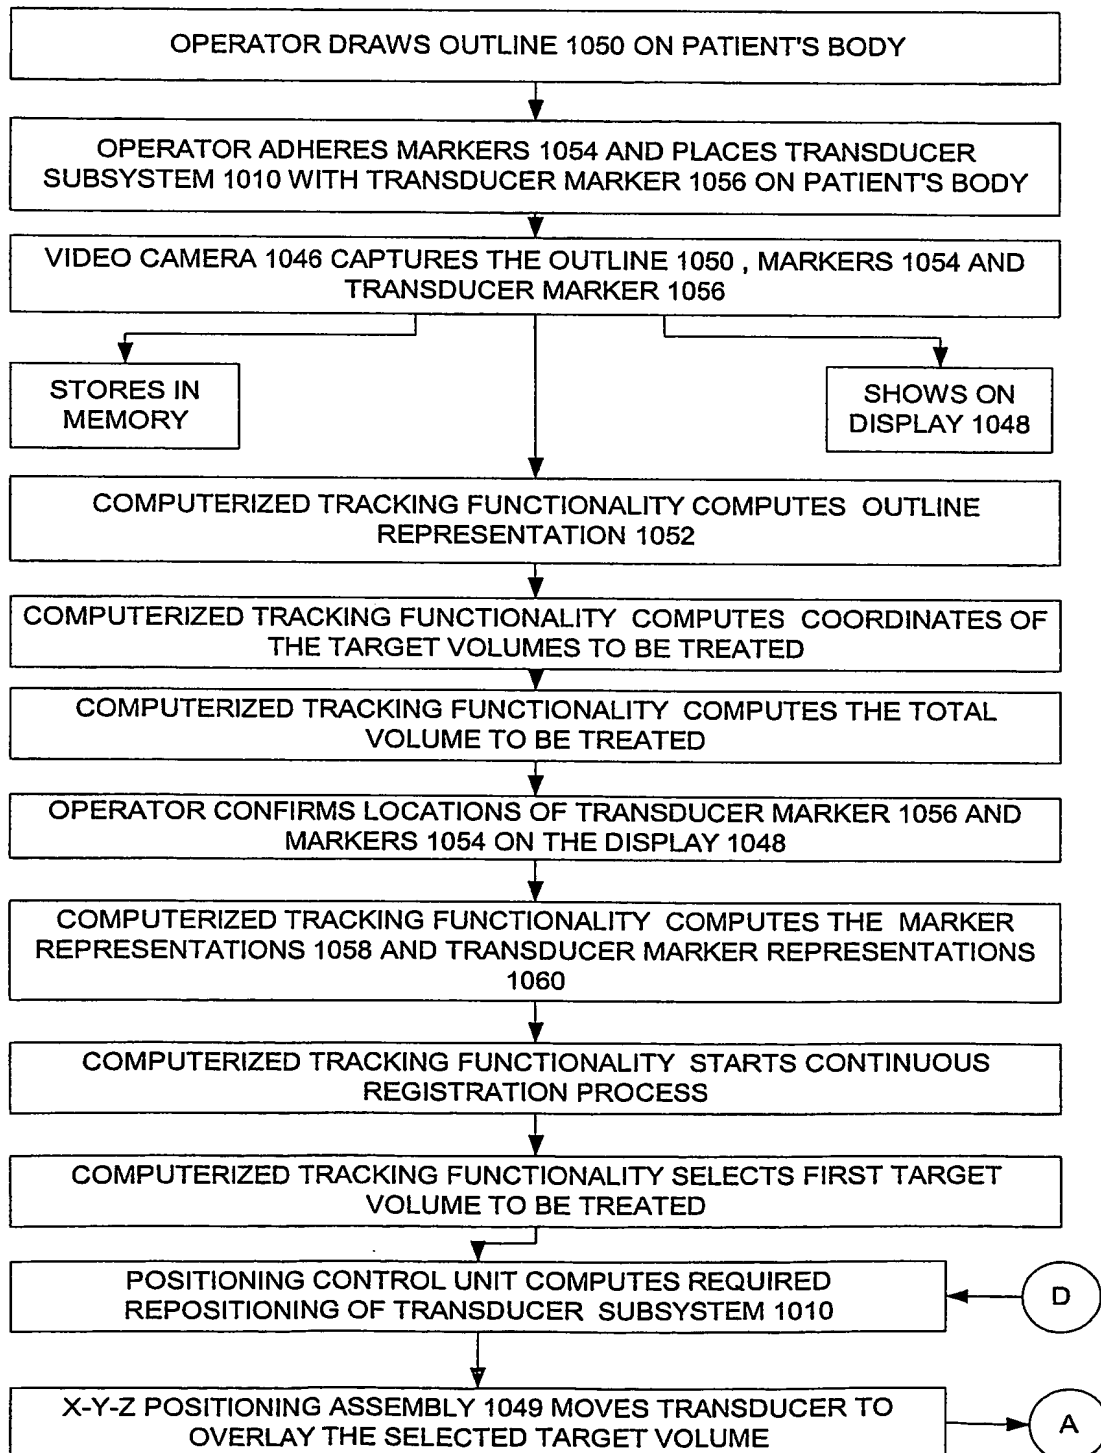 OPERATOR DRAWS OUTLINE 1050 ON PATIENT'S BODY
OPERATOR ADHERES MARKERS 1054 AND PLACES TRANSDUCER
SUBSYSTEM 1010 WITH TRANSDUCER MARKER 1056 ON PATIENT'S BODY
VIDEO CAMERA 1046 CAPTURES THE OUTLINE 1050 , MARKERS 1054 AND
TRANSDUCER MARKER 1056
STORES IN
MEMORY
SHOWS ON
DISPLAY 1048
COMPUTERIZED TRACKING FUNCTIONALITY COMPUTES OUTLINE
REPRESENTATION 1052
COMPUTERIZED TRACKING FUNCTIONALITY COMPUTES COORDINATES OF
THE TARGET VOLUMES TO BE TREATED
COMPUTERIZED TRACKING FUNCTIONALITY COMPUTES THE TOTAL
VOLUME TO BE TREATED
OPERATOR CONFIRMS LOCATIONS OF TRANSDUCER MARKER 1056 AND
MARKERS 1054 ON THE DISPLAY 1048
COMPUTERIZED TRACKING FUNCTIONALITY COMPUTES THE MARKER
REPRESENTATIONS 1058 AND TRANSDUCER MARKER REPRESENTATIONS
1060
COMPUTERIZED TRACKING FUNCTIONALITY STARTS CONTINUOUS
REGISTRATION PROCESS
COMPUTERIZED TRACKING FUNCTIONALITY SELECTS FIRST TARGET
VOLUME TO BE TREATED
POSITIONING CONTROL UNIT COMPUTES REQUIRED
REPOSITIONING OF TRANSDUCER SUBSYSTEM 1010
D
X-Y-Z POSITIONING ASSEMBLY 1049 MOVES TRANSDUCER TO
OVERLAY THE SELECTED TARGET VOLUME
A